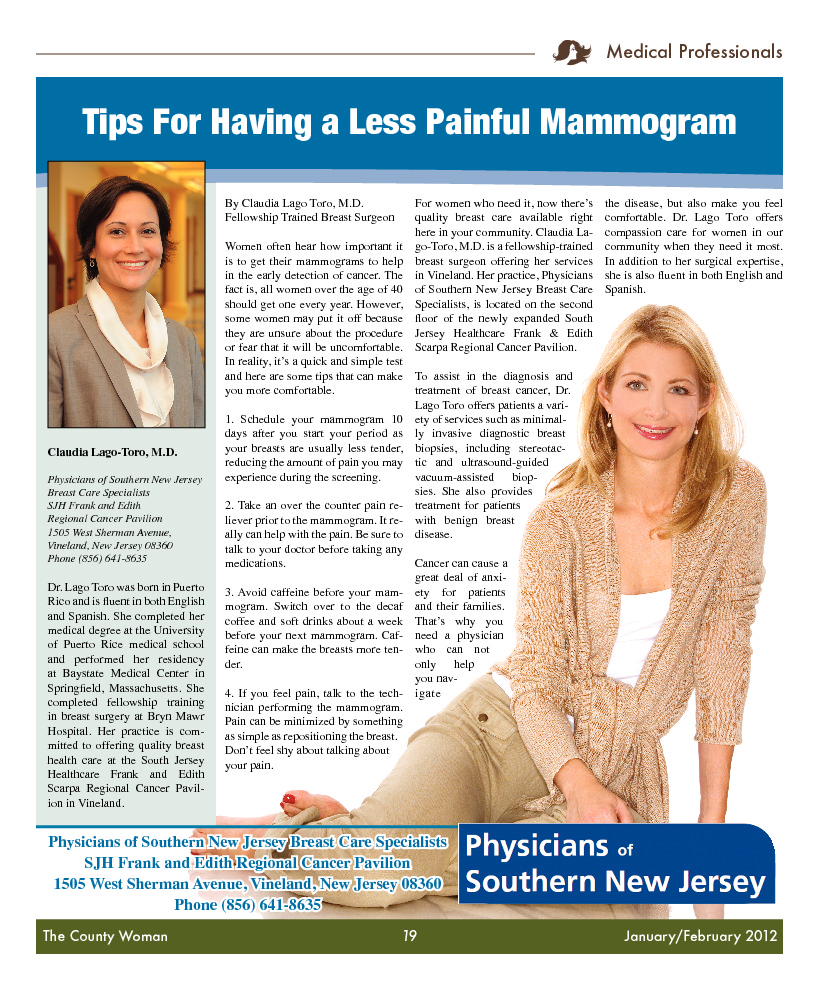 Medical Professionals
Tips For Having a Less Painful Mammogram
Claudia Lago-Toro, M.D.
Physicians of Southern New Jersey
Breast Care Specialists
SJH Frank and Edith
Regional Cancer Pavilion
1505 West Sherman Avenue,
Vineland, New Jersey 08360
Phone (856) 641-8635
Dr. Lago Toro was born in Puerto
Rico and is fluent in both English
and Spanish. She completed her
medical degree at the University
of Puerto Rice medical school
and performed her residency
at Baystate Medical Center in
Springfield, Massachusetts. She
completed fellowship training
in breast surgery at Bryn Mawr
Hospital. Her practice is com-
mitted to offering quality breast
health care at the South Jersey
Healthcare Frank and Edith
Scarpa Regional Cancer Pavil-
ion in Vineland.
By Claudia Lago Toro, M.D.
Fellowship Trained Breast Surgeon
Women often hear how important it
is to get their mammograms to help
in the early detection of cancer. The
fact is, all women over the age of 40
should get one every year. However,
some women may put it off because
they are unsure about the procedure
or fear that it will be uncomfortable.
In reality, it's a quick and simple test
and here are some tips that can make
you more comfortable.
1. Schedule your mammogram 10
days after you start your period as
your breasts are usually less tender,
reducing the amount of pain you may
experience during the screening.
2. Take an over the counter pain re-
liever prior to the mammogram. It re-
ally can help with the pain. Be sure to
talk to your doctor before taking any
medications.
3. Avoid caffeine before your mam-
mogram. Switch over to the decaf
coffee and soft drinks about a week
before your next mammogram. Caf-
feine can make the breasts more ten-
der.
4. If you feel pain, talk to the tech-
nician performing the mammogram.
Pain can be minimized by something
as simple as repositioning the breast.
Don't feel shy about talking about
your pain.
For women who need it, now there's
quality breast care available right
here in your community. Claudia La-
go-Toro, M.D. is a fellowship-trained
breast surgeon offering her services
in Vineland. Her practice, Physicians
of Southern New Jersey Breast Care
Specialists, is located on the second
floor of the newly expanded South
Jersey Healthcare Frank & Edith
Scarpa Regional Cancer Pavilion.
To assist in the diagnosis and
treatment of breast cancer, Dr.
Lago Toro offers patients a vari-
ety of services such as minimal-
ly invasive diagnostic breast
biopsies, including stereotac-
tic and ultrasound-guided
vacuum-assisted biop-
sies. She also provides
treatment for patients
with benign breast
disease.
Cancer can cause a
great deal of anxi-
ety for patients
and their families.
That's why you
need a physician
who can not
only help
you nav-
igate
the disease, but also make you feel
comfortable. Dr. Lago Toro offers
compassion care for women in our
community when they need it most.
In addition to her surgical expertise,
she is also fluent in both English and
Spanish.
Physicians of Southern New Jersey Breast Care Specialists
SJH Frank and Edith Regional Cancer Pavilion
1505 West Sherman Avenue, Vineland, New Jersey 08360
Phone (856) 641-8635
Physicians of
Southern New Jersey
The County Woman 19 January/February 2012